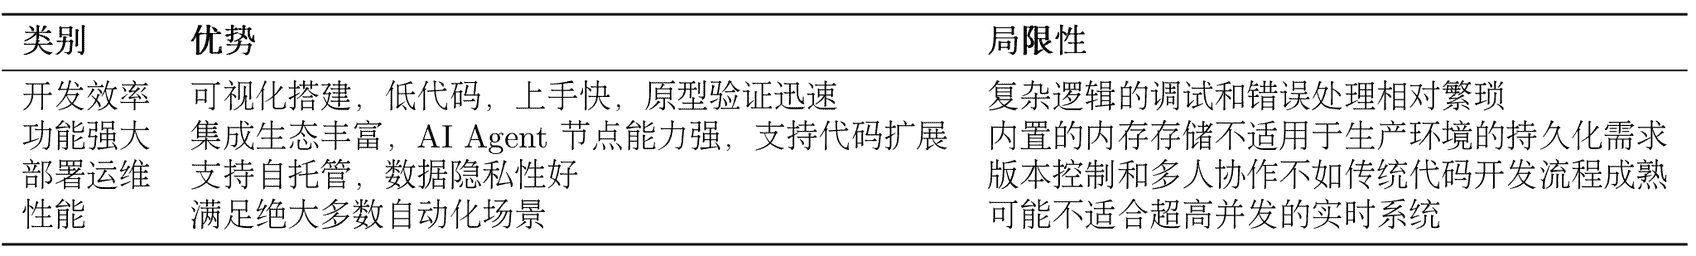 类别 优势 局限性
开发效率 可视化搭建，低代码，上手快，原型验证迅速 复杂逻辑的调试和错误处理相对繁琐
功能强大 集成生态丰富，AI Agent 节点能力强，支持代码扩展 内置的内存存储不适用于生产环境的持久化需求
部署运维 支持自托管，数据隐私性好 版本控制和多人协作不如传统代码开发流程成熟
性能 满足绝大多数自动化场景 可能不适合超高并发的实时系统